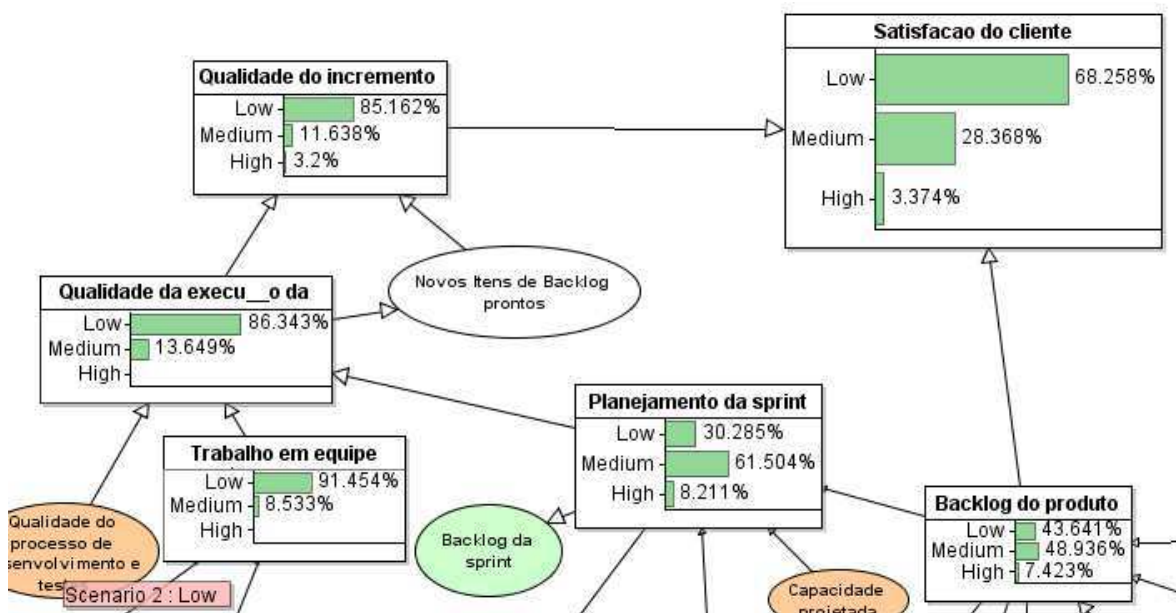 Satisfacao do cliente
Low 68.258%
Medium 28.368%
High 3.374%
Qualidade do incremento
Low 85.162%
Medium 11.638%
High 3.2%
Novos Itens de Backlog
prontos
Qualidade da execu__o da
Low 86.343%
Medium 13.649%
High
Planejamento da sprint
Low 30.285%
Medium 61.504%
High 8.211%
Trabalho em equipe
Low 91.454%
Medium 8.533%
High
Backlog do produto
Low 43.641%
Medium 48.936%
High 7.423%
Qualidade do
processo de
senvolvimento e
Scenario 2 : Low
Backlog da
sprint
Capacidade
projetada